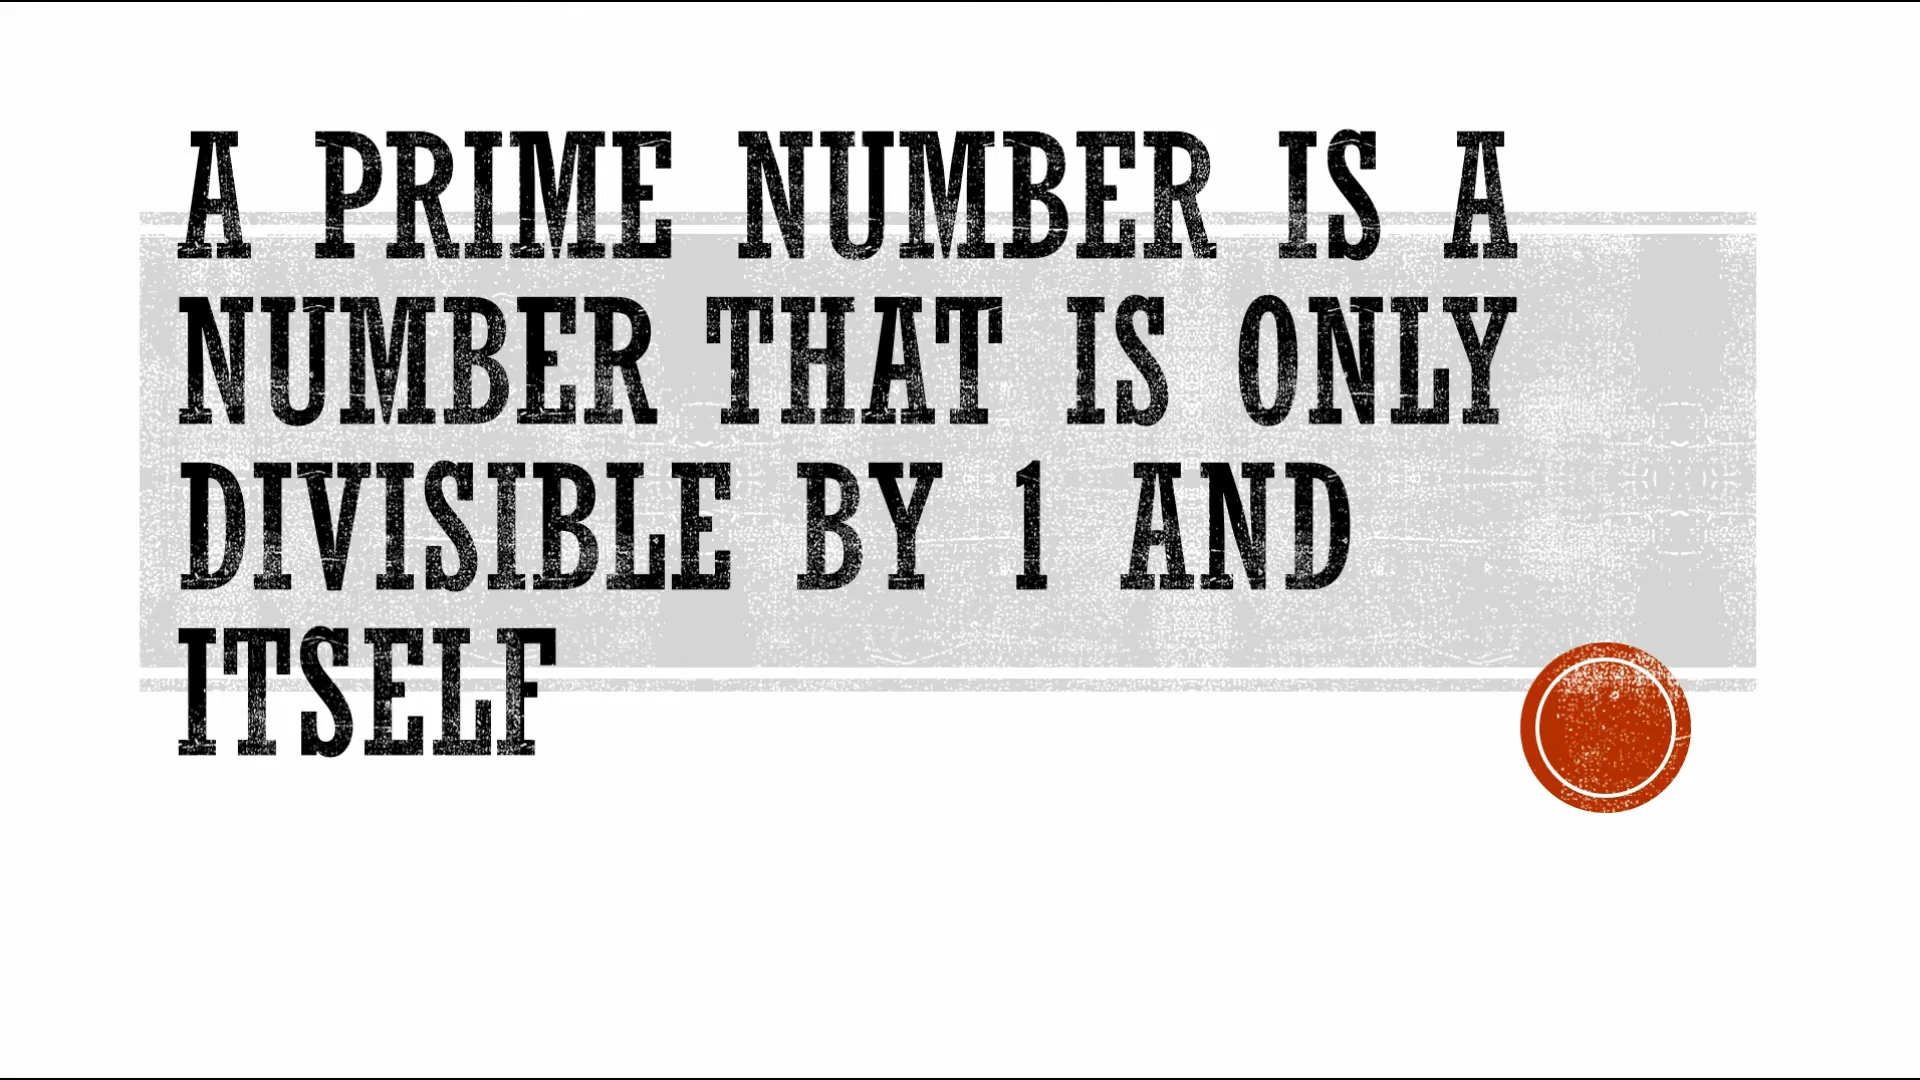 A PRIME NUMBER IS A
NUMBER THAT IS ONLY
DIVISIBLE BY 1 AND
ITSELF